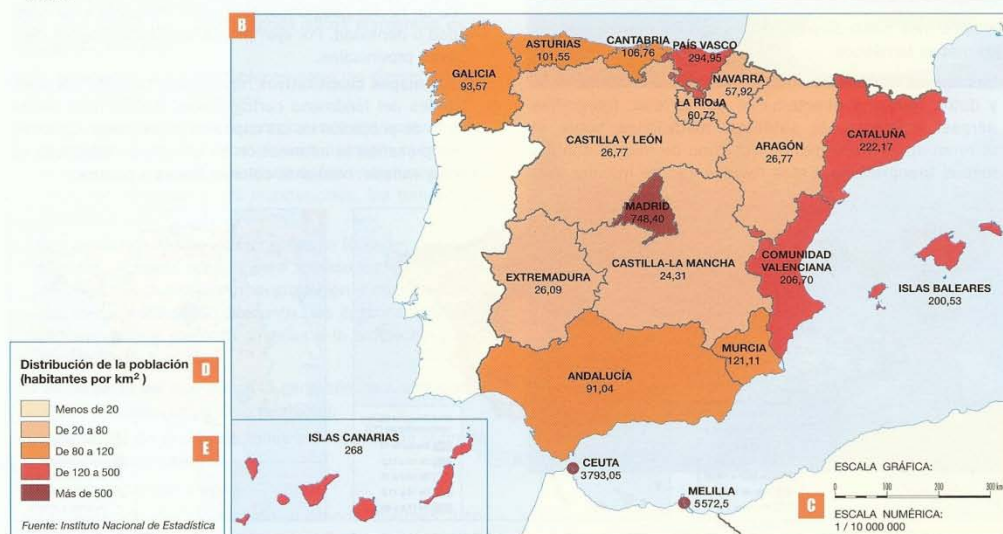 B
ASTURIAS
101,55
CANTABRIA
106,76
PAÍS VASCO
294,95
GALICIA
93,57
NAVARRA
57,92
LA RIOJA
60,72
CATALUÑA
222,17
CASTILLA Y LEÓN
26,77
ARAGÓN
26,77
MADRID
748,40
COMUNIDAD
VALENCIANA
206,70
CASTILLA-LA MANCHA
24,31
EXTREMADURA
26,09
ISLAS BALEARES
200,53
MURCIA
121,11
ANDALUCÍA
91,04
Distribución de la población
(habitantes por km²)
D
Menos de 20
De 20 a 80
De 80 a 120
De 120 a 500
Más de 500
Fuente: Instituto Nacional de Estadística
E
ISLAS CANARIAS
268
CEUTA
3793,05
MELILLA
5572,5
C
ESCALA GRÁFICA:
0 100 200 300 km
ESCALA NUMÉRICA:
1 / 10 000 000